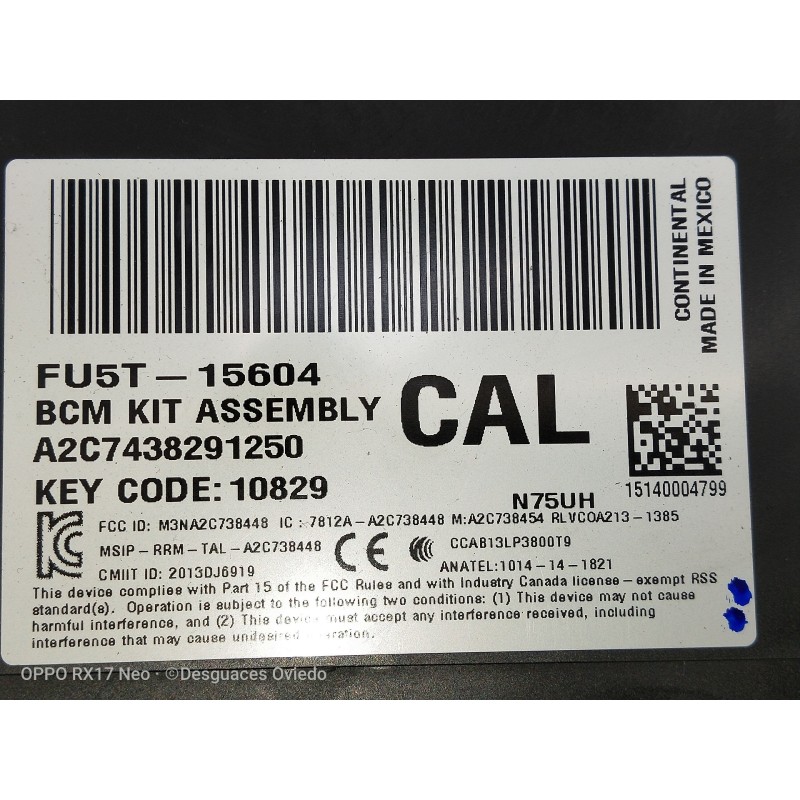 CONTINENTAL
MADE IN MEXICO
FU5T-15604
BCM KIT ASSEMBLY
CAL
A2C7438291250
KEY CODE: 10829
N75UH
15140004799
FCC ID: M3NA2C738448 IC: 7812A-A2C738448 M:A2C738454 RLVCOA213-1385
MSIP-RRM-TAL-A2C738448 CE CCAB13LP3800T9
CMIIT ID: 2013DJ6919 ANATEL:1014-14-1821
This device complies with Part 15 of the FCC Rules and with Industry Canada license-exempt RSS
standard(s). Operation is subject to the following two conditions: (1) This device may not cause
harmful interference, and (2) This must accept any interference received, including
interference that may cause
OPPO RX17 Neo · ©Desguaces Oviedo